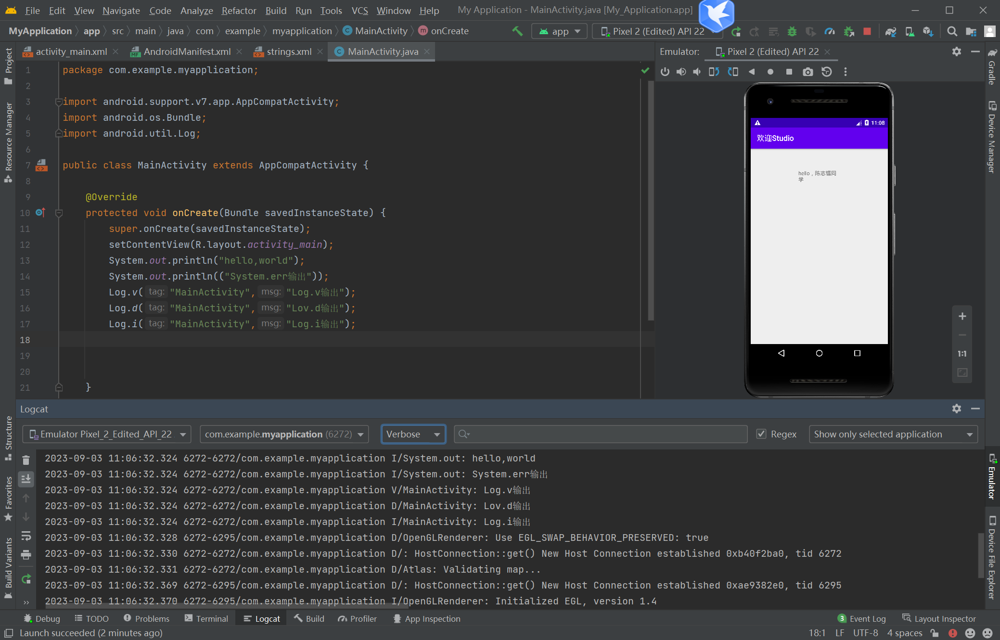 File Edit View Navigate Code Analyze Refactor Build Run Tools VCS Window Help My Application - MainActivity.java [My_Application.app]
MyApplication app src main java com example myapplication MainActivity onCreate app Pixel 2 (Edited) API 22
activity_main.xml AndroidManifest.xml strings.xml MainActivity.java
Emulator: Pixel 2 (Edited) API 22
Project
Resource Manager
Structure
Favorites
Build Variants
1 package com.example.myapplication;
2
3 import android.support.v7.app.AppCompatActivity;
4 import android.os.Bundle;
5 import android.util.Log;
6
7 public class MainActivity extends AppCompatActivity {
8
9 @Override
10 protected void onCreate(Bundle savedInstanceState) {
11 super.onCreate(savedInstanceState);
12 setContentView(R.layout.activity_main);
13 System.out.println("hello,world");
14 System.out.println(("System.err输出"));
15 Log.v( tag: "MainActivity", msg: "Log.v输出");
16 Log.d( tag: "MainActivity", msg: "Lov.d输出");
17 Log.i( tag: "MainActivity", msg: "Log.i输出");
18
19
20
21 }
11:08
欢迎Studio
hello，陈志镭同
学
1:1
Gradle
Device Manager
Emulator
Device File Explorer
Logcat
Emulator Pixel_2_Edited_API_22 com.example.myapplication (6272) Verbose Regex Show only selected application
2023-09-03 11:06:32.324 6272-6272/com.example.myapplication I/System.out: hello,world
2023-09-03 11:06:32.324 6272-6272/com.example.myapplication I/System.out: System.err输出
2023-09-03 11:06:32.324 6272-6272/com.example.myapplication V/MainActivity: Log.v输出
2023-09-03 11:06:32.324 6272-6272/com.example.myapplication D/MainActivity: Lov.d输出
2023-09-03 11:06:32.324 6272-6272/com.example.myapplication I/MainActivity: Log.i输出
2023-09-03 11:06:32.328 6272-6295/com.example.myapplication D/OpenGLRenderer: Use EGL_SWAP_BEHAVIOR_PRESERVED: true
2023-09-03 11:06:32.330 6272-6272/com.example.myapplication D/: HostConnection::get() New Host Connection established 0xb40f2ba0, tid 6272
2023-09-03 11:06:32.331 6272-6272/com.example.myapplication D/Atlas: Validating map...
2023-09-03 11:06:32.369 6272-6295/com.example.myapplication D/: HostConnection::get() New Host Connection established 0xae9382e0, tid 6295
2023-09-03 11:06:32.370 6272-6295/com.example.myapplication I/OpenGLRenderer: Initialized EGL, version 1.4
Debug TODO Problems Terminal Logcat Build Profiler App Inspection 3 Event Log Layout Inspector
Launch succeeded (2 minutes ago) 18:1 LF UTF-8 4 spaces